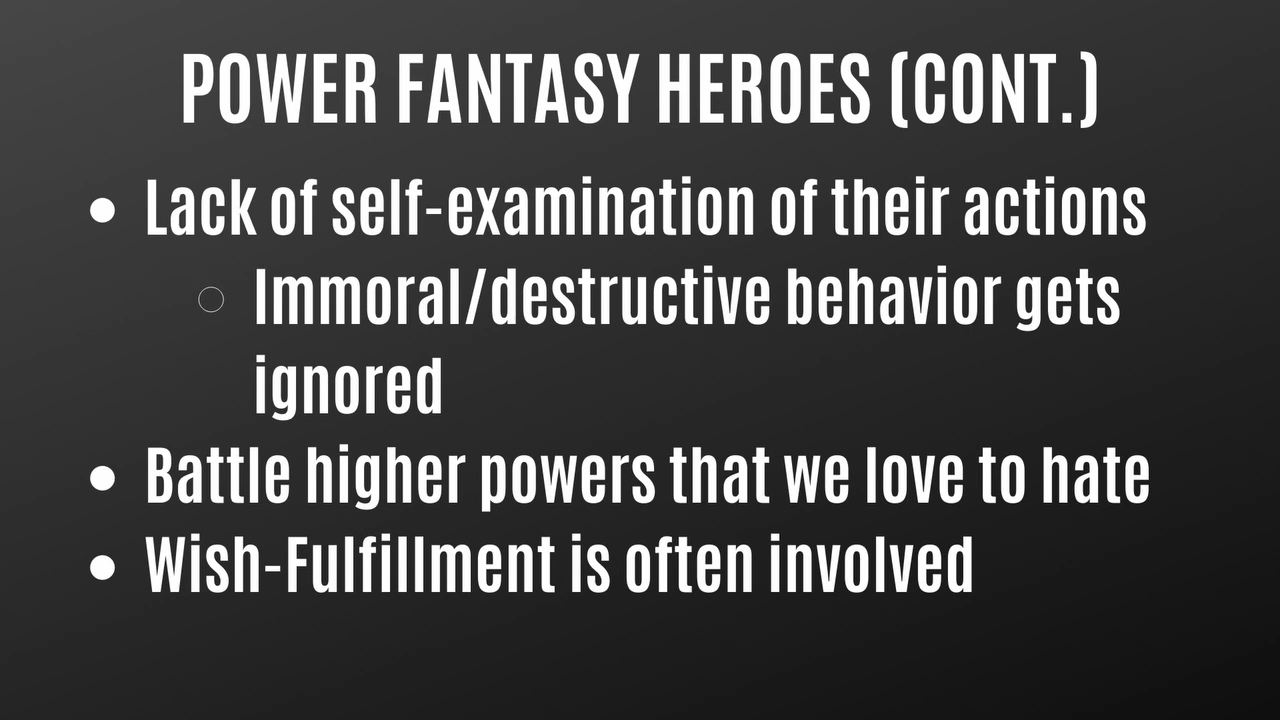 POWER FANTASY HEROES (CONT.)
• Lack of self-examination of their actions
○ Immoral/destructive behavior gets
ignored
• Battle higher powers that we love to hate
• Wish-Fulfillment is often involved